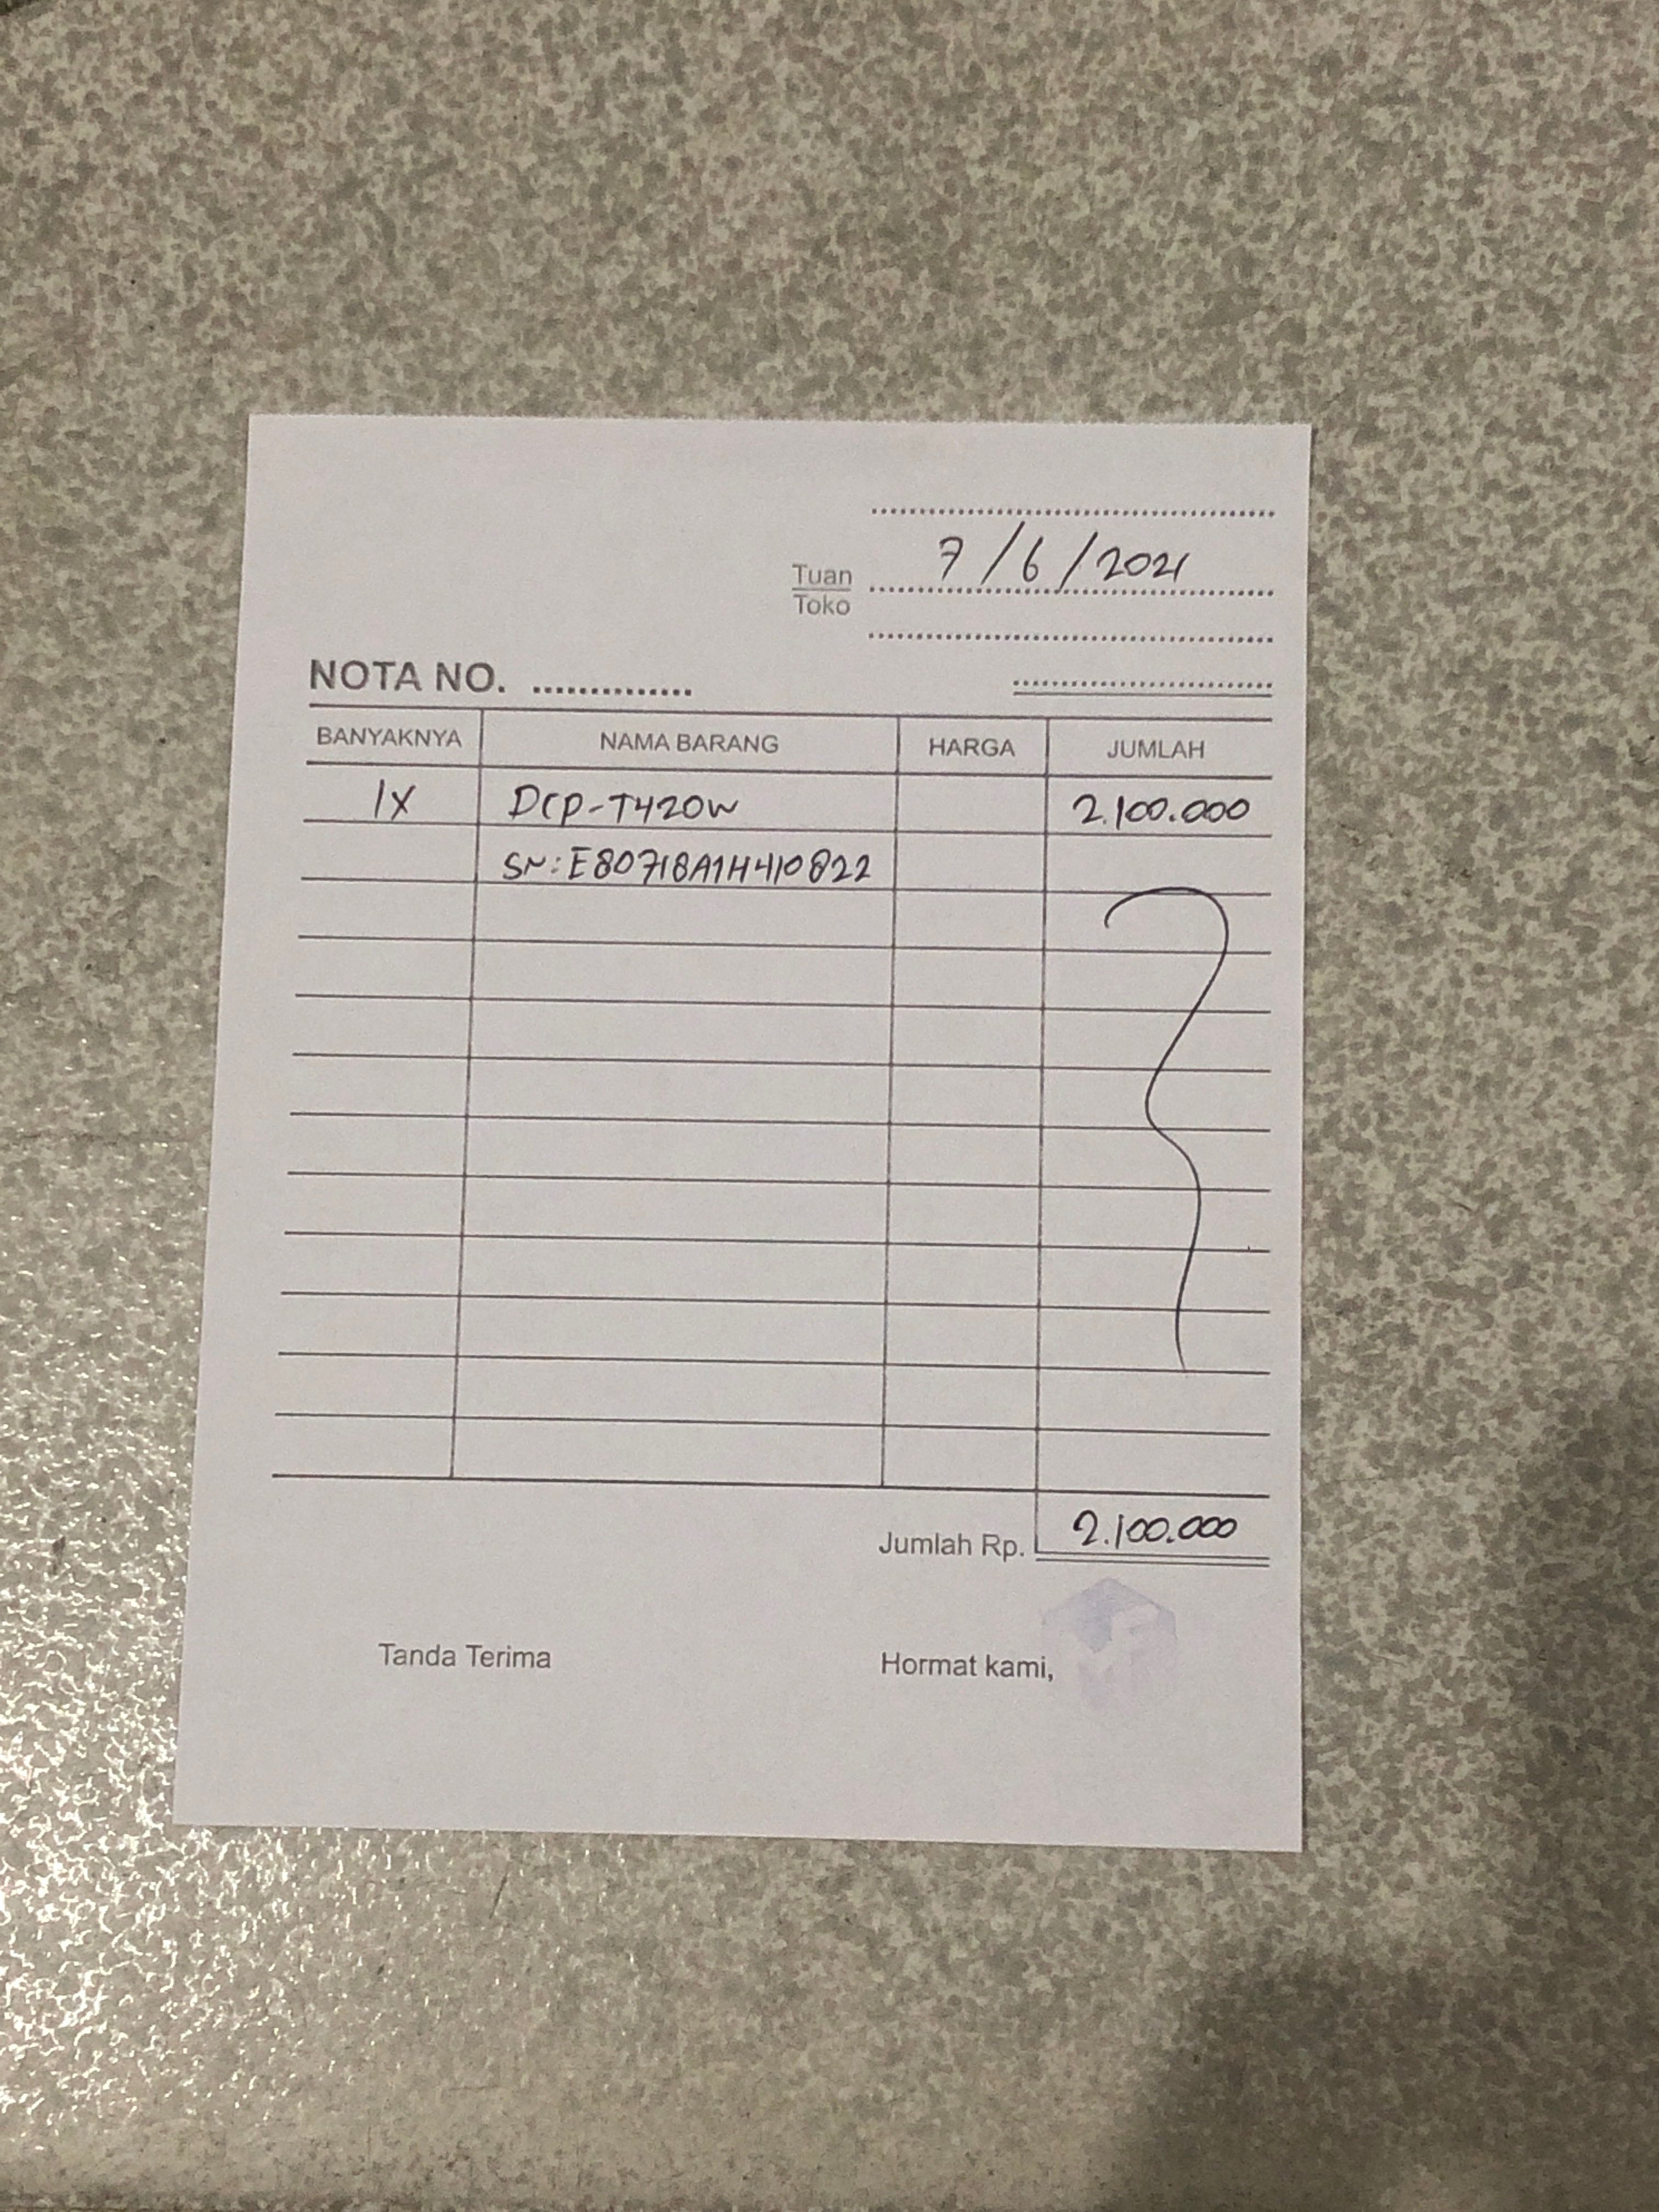 7/6/2021
Tuan
Toko
NOTA NO.
BANYAKNYA NAMA BARANG HARGA JUMLAH
1X DCP-T420W 2.100.000
SN: E80718A1H410822
Jumlah Rp. 2.100.000
Tanda Terima Hormat kami,